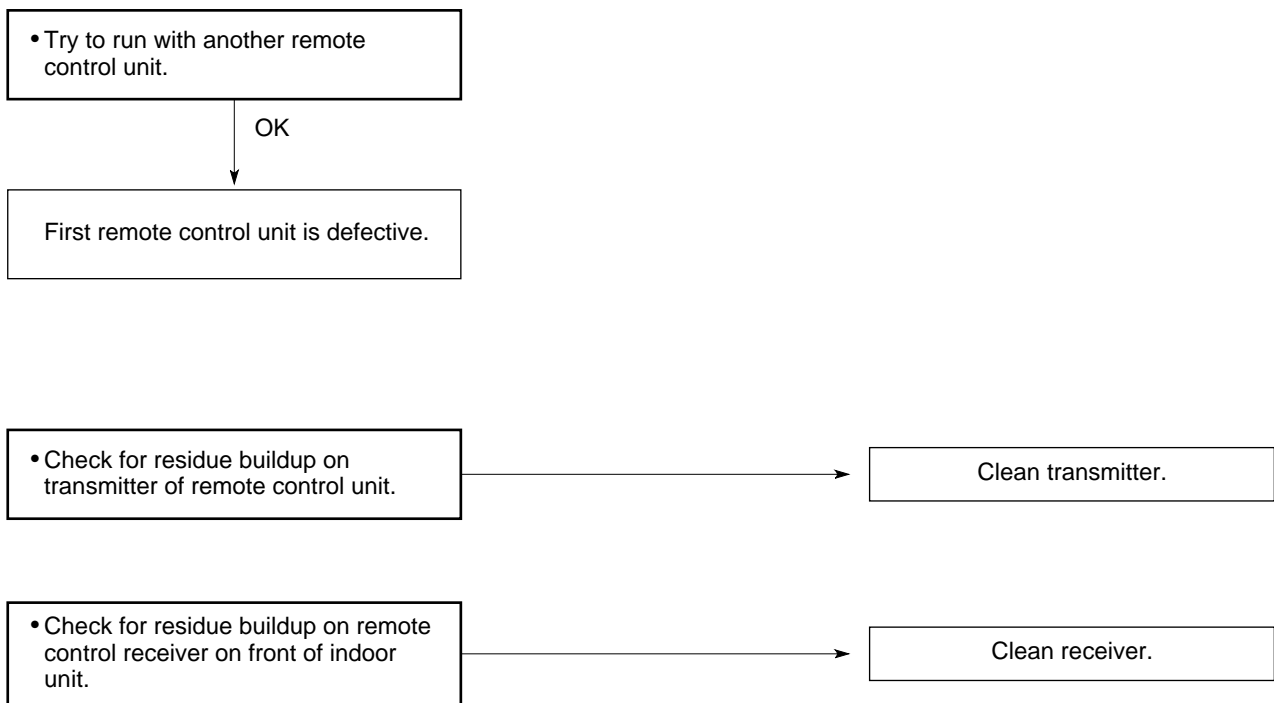 • Try to run with another remote
control unit.
OK
First remote control unit is defective.
• Check for residue buildup on
transmitter of remote control unit.
Clean transmitter.
• Check for residue buildup on remote
control receiver on front of indoor
unit.
Clean receiver.